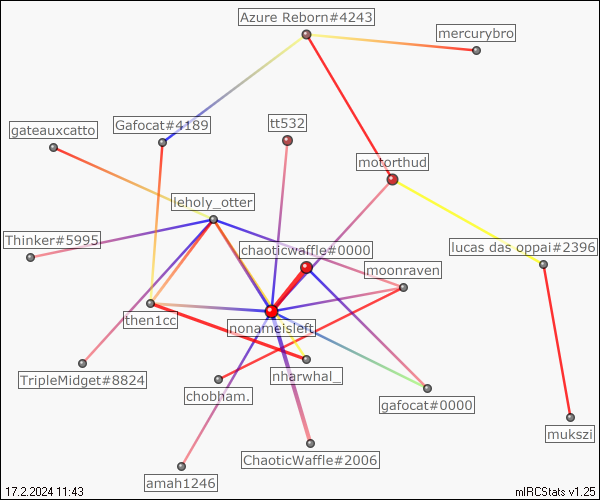 Azure Reborn#4243
mercurybro
gateauxcatto
Gafocat#4189
tt532
motorthud
leholy_otter
Thinker#5995
chaoticwaffle#0000
lucas das oppai#2396
moonraven
then1cc
nonameisleft
TripleMidget#8824
nharwhal_
chobham.
gafocat#0000
mukszi
ChaoticWaffle#2006
amah1246
17.2.2024 11:43
mIRCStats v1.25